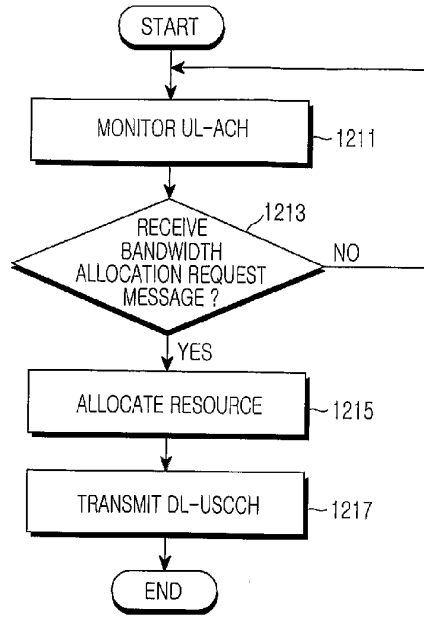 START
MONITOR UL-ACH
1211
1213
RECEIVE
BANDWIDTH
ALLOCATION REQUEST
MESSAGE ?
NO
YES
ALLOCATE RESOURCE
1215
TRANSMIT DL-USCCH
1217
END